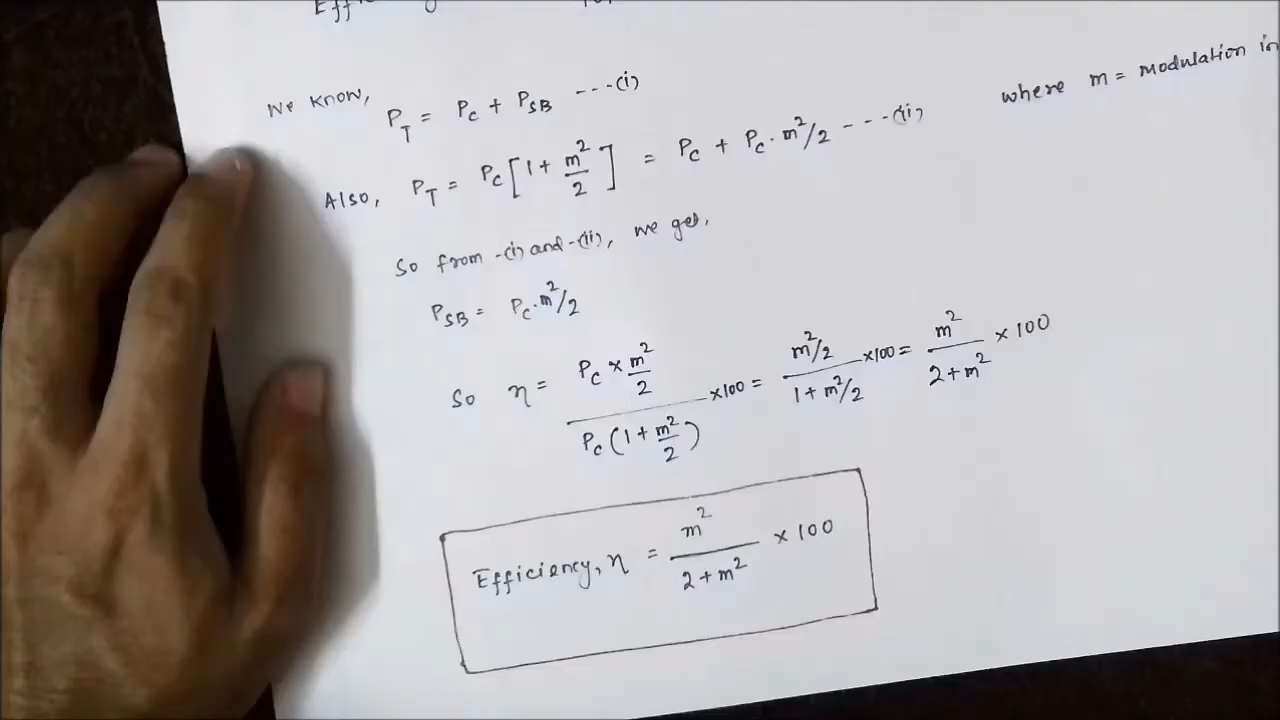 We know, P_T = P_C + P_SB ---(i)
where m = modulation in
Also, P_T = P_C [1 + m²/2] = P_C + P_C · m²/2 ---(ii)
So from -(i) and -(ii), we get,
P_SB = P_C · m²/2
So η = (P_C × m²/2) / (P_C (1 + m²/2)) ×100 = (m²/2) / (1 + m²/2) ×100 = m² / (2 + m²) × 100
Efficiency, η = m² / (2 + m²) × 100